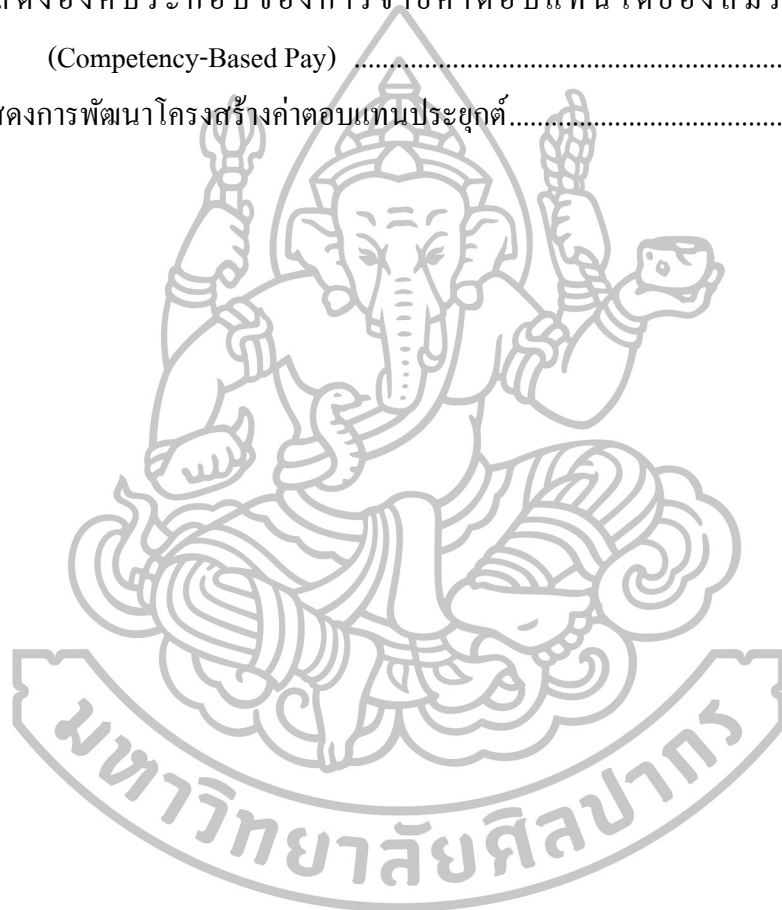 (Competency-Based Pay) ................................................................
สดงการพัฒนาโครงสร้างค่าตอบแทนประยุกต์........................................
มหาวิทยาลัยศิลปากร